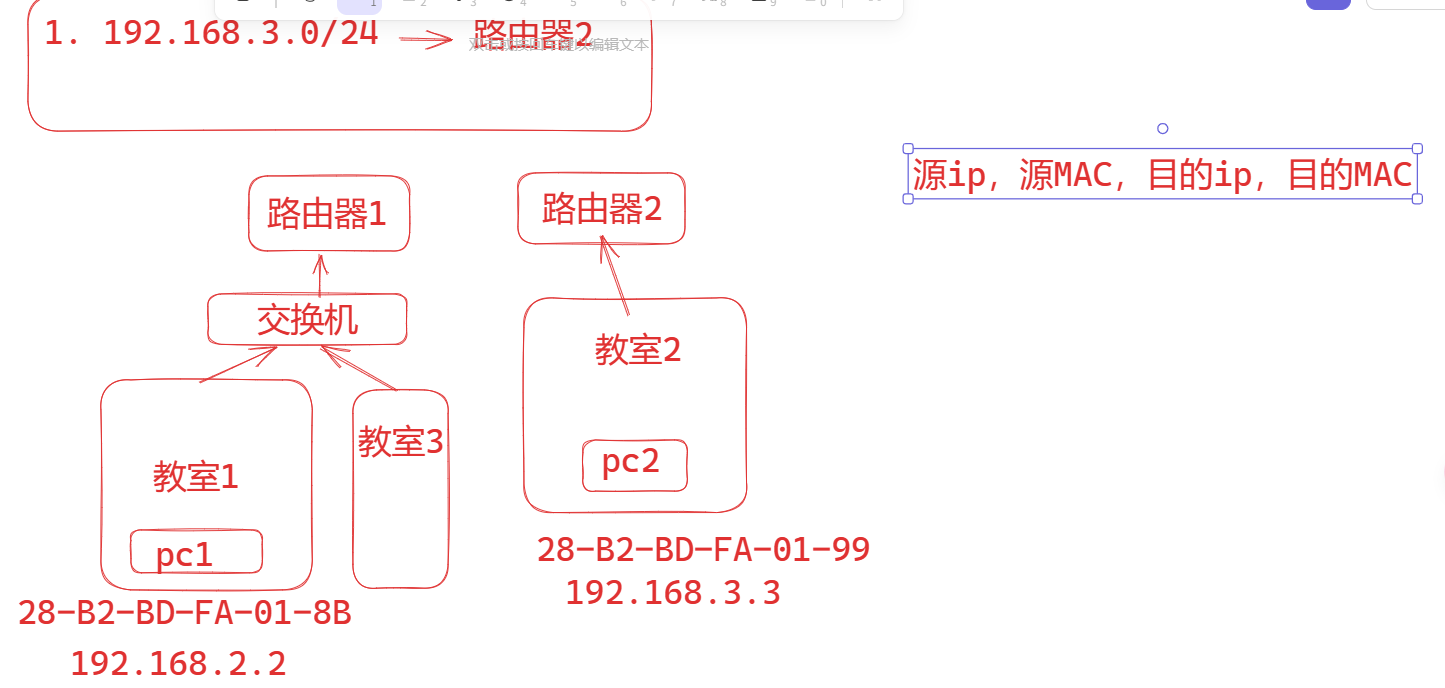 1. 192.168.3.0/24
路由器2
源ip, 源MAC, 目的ip, 目的MAC
路由器1
路由器2
交换机
教室2
教室3
pc2
教室1
pc1
28-B2-BD-FA-01-99
192.168.3.3
28-B2-BD-FA-01-8B
192.168.2.2